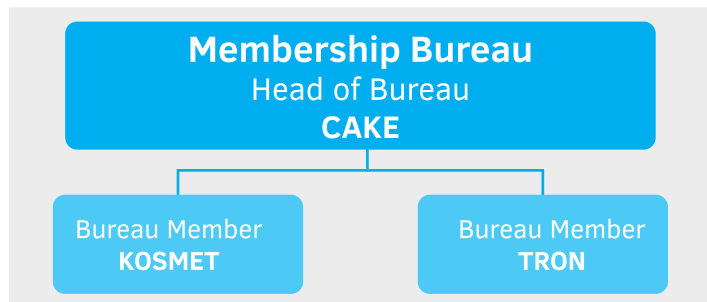 Membership Bureau
Head of Bureau
CAKE
Bureau Member
KOSMET
Bureau Member
TRON